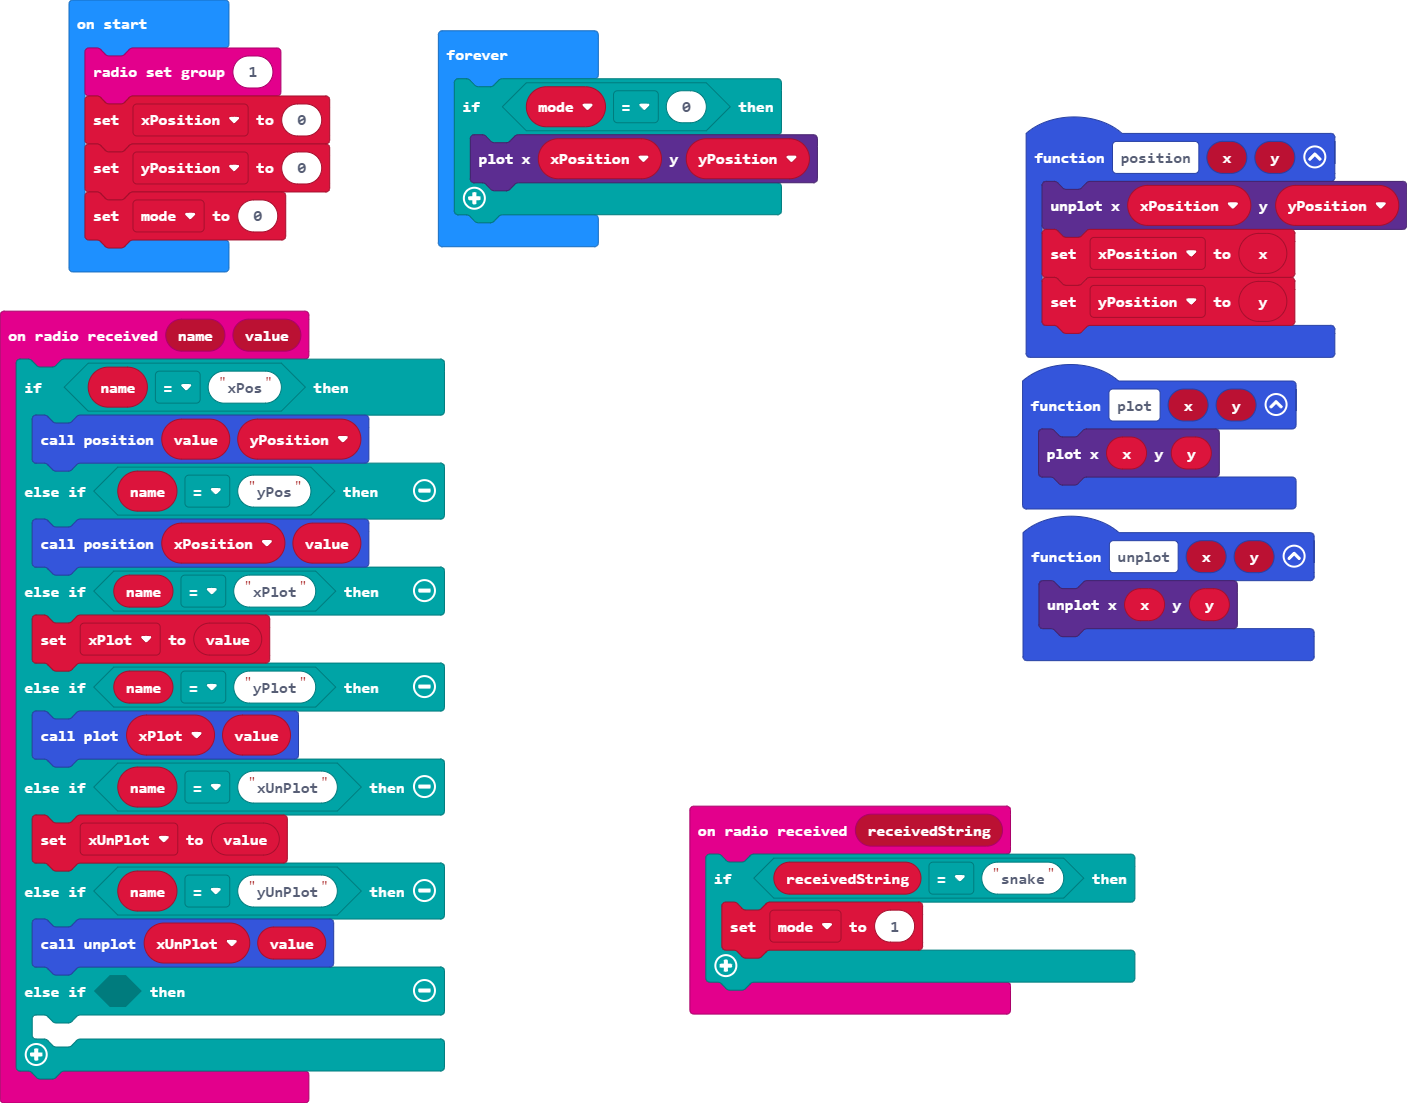 on start
radio set group 1
set xPosition to 0
set yPosition to 0
set mode to 0
forever
if mode = 0 then
plot x xPosition y yPosition
function position x y
unplot x xPosition y yPosition
set xPosition to x
set yPosition to y
function plot x y
plot x x y y
function unplot x y
unplot x x y y
on radio received name value
if name = "xPos" then
call position value yPosition
else if name = "yPos" then
call position xPosition value
else if name = "xPlot" then
set xPlot to value
else if name = "yPlot" then
call plot xPlot value
else if name = "xUnPlot" then
set xUnPlot to value
else if name = "yUnPlot" then
call unplot xUnPlot value
else if then
on radio received receivedString
if receivedString = "snake" then
set mode to 1